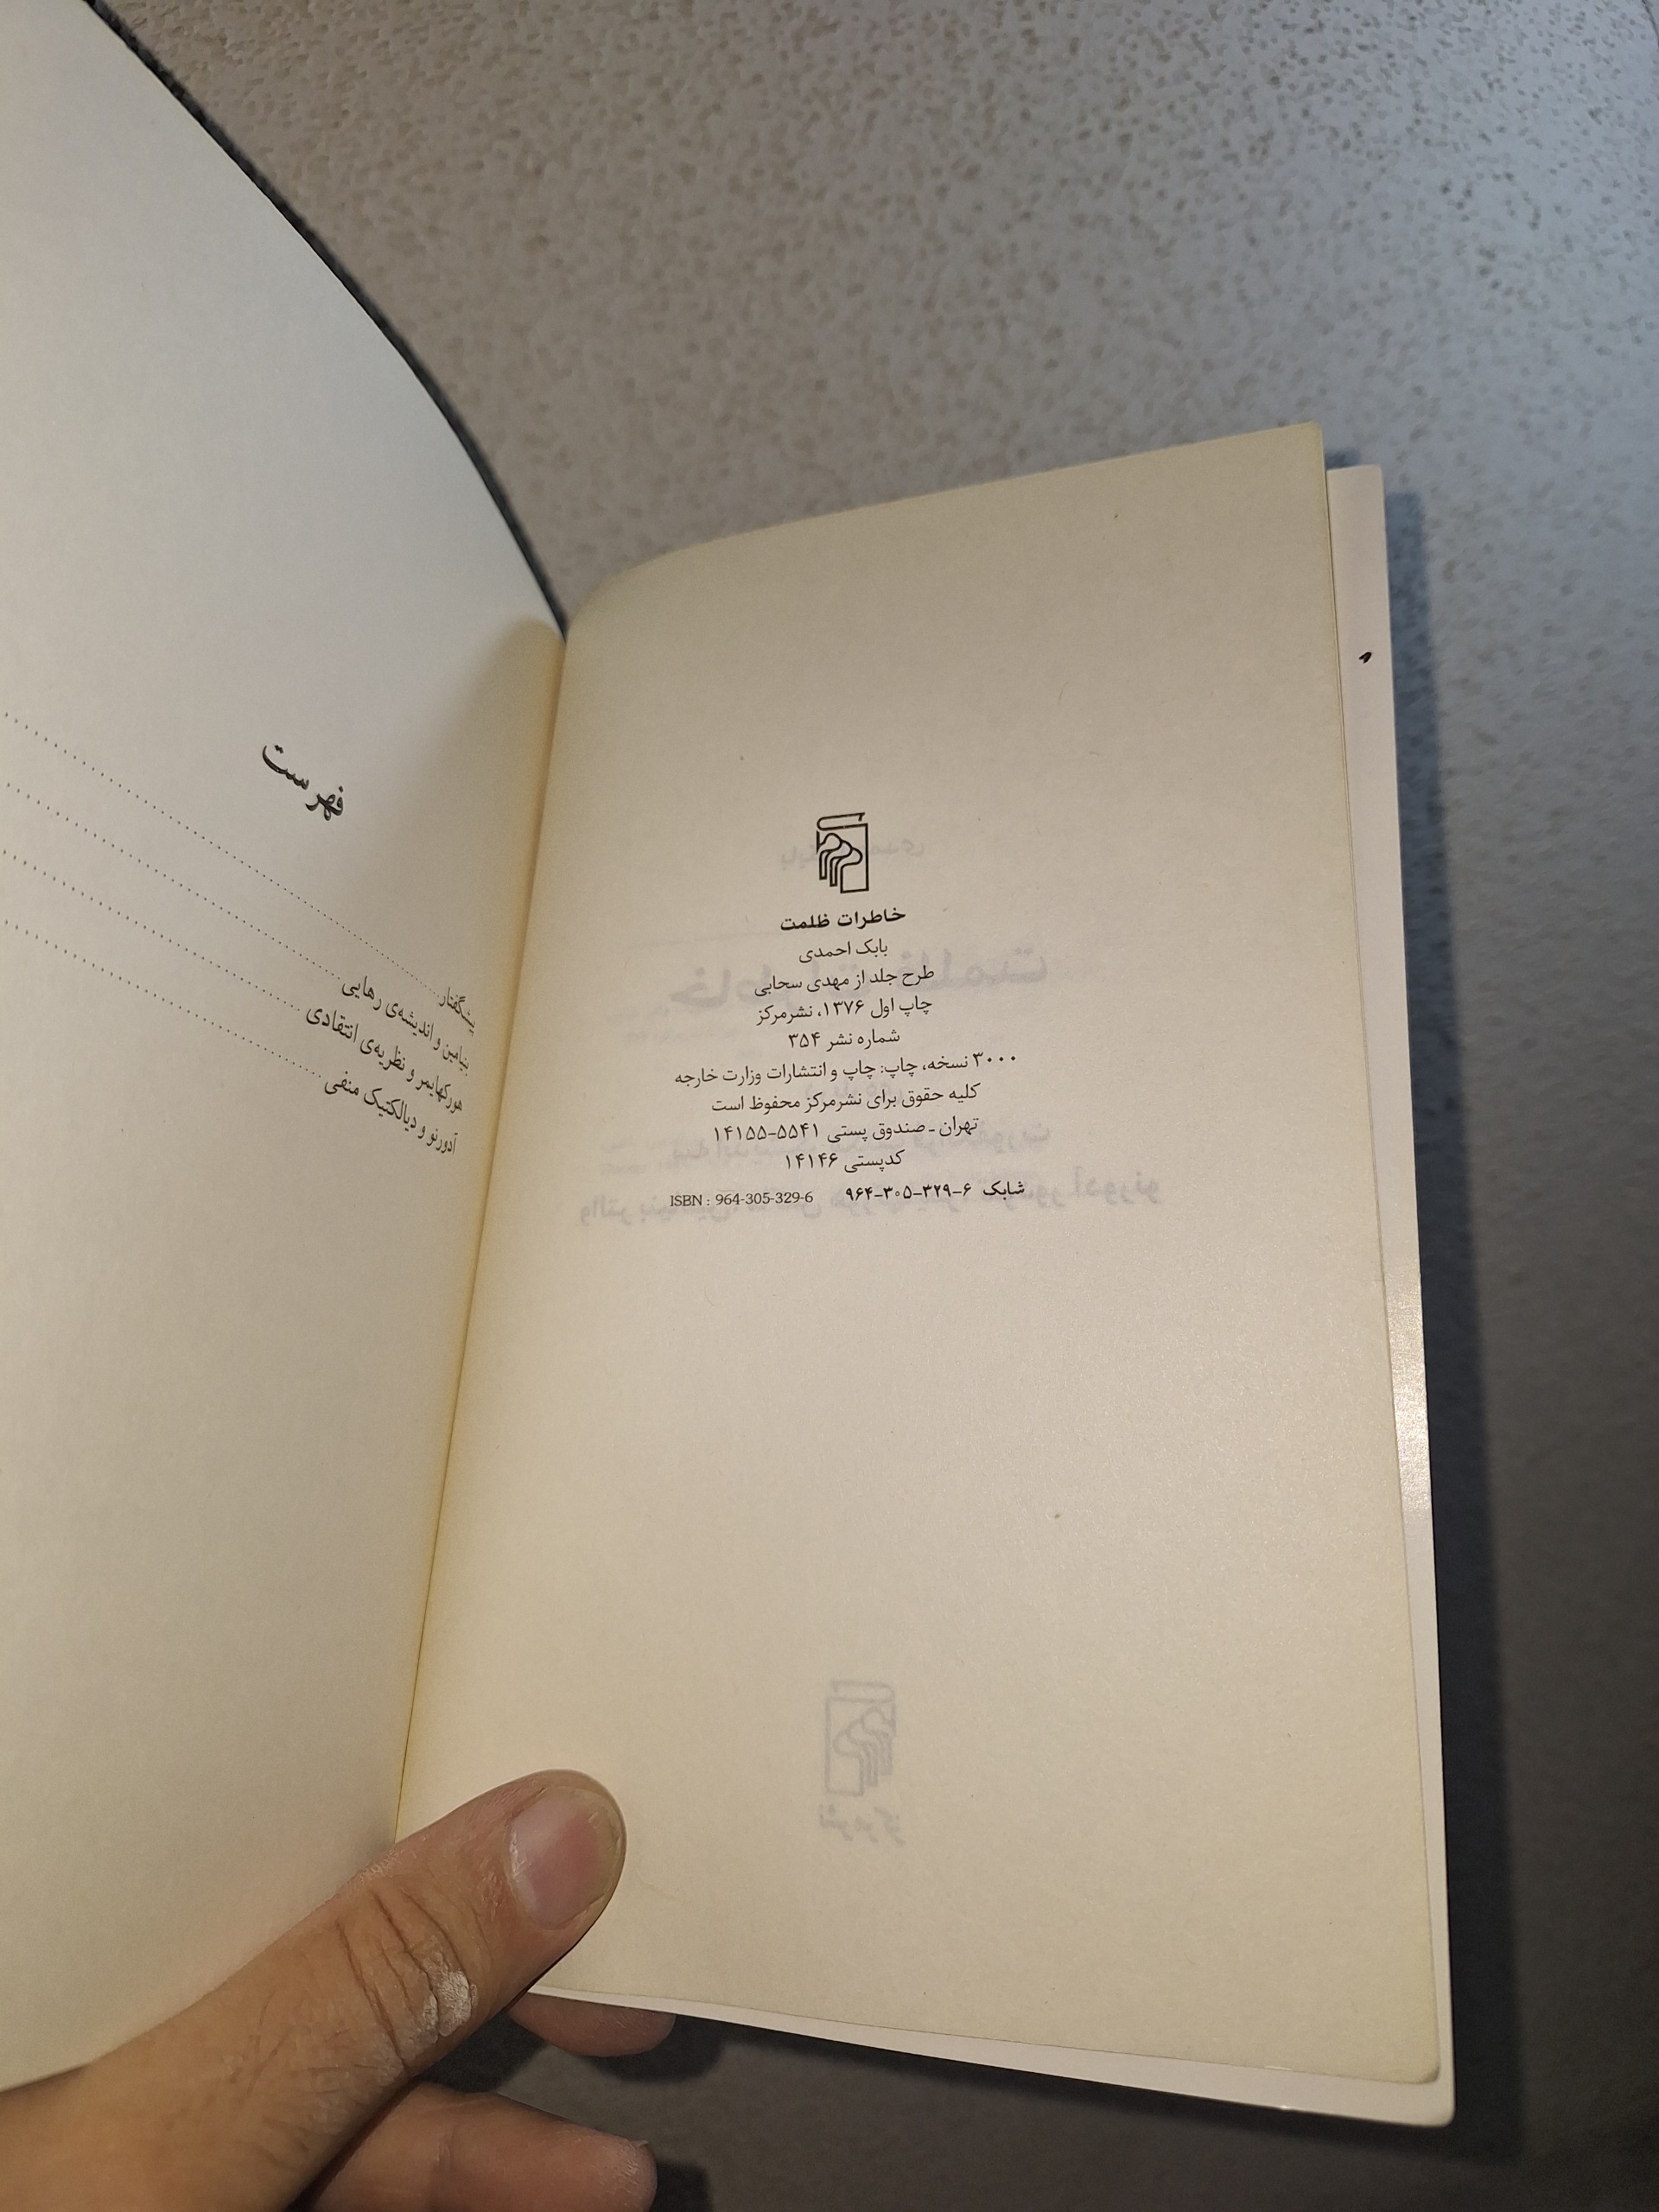 خاطرات ظلمت
بابک احمدی
طرح جلد از مهدی سحابی
چاپ اول ۱۳۷۶، نشرمرکز
شماره نشر ۳۵۴
۳۰۰۰ نسخه، چاپ: چاپ و انتشارات وزارت خارجه
کلیه حقوق برای نشرمرکز محفوظ است
تهران ـ صندوق پستی ۵۵۴۱–۱۴۱۵۵
کدپستی ۱۴۱۴۶
شابک ۶–۳۲۹–۳۰۵–۹۶۴ ISBN : 964-305-329-6
فهرست
پیشگفتار
بنیامین و اندیشه‌ی رهایی
هورکهایمر و نظریه‌ی انتقادی
آدورنو و دیالکتیک منفی